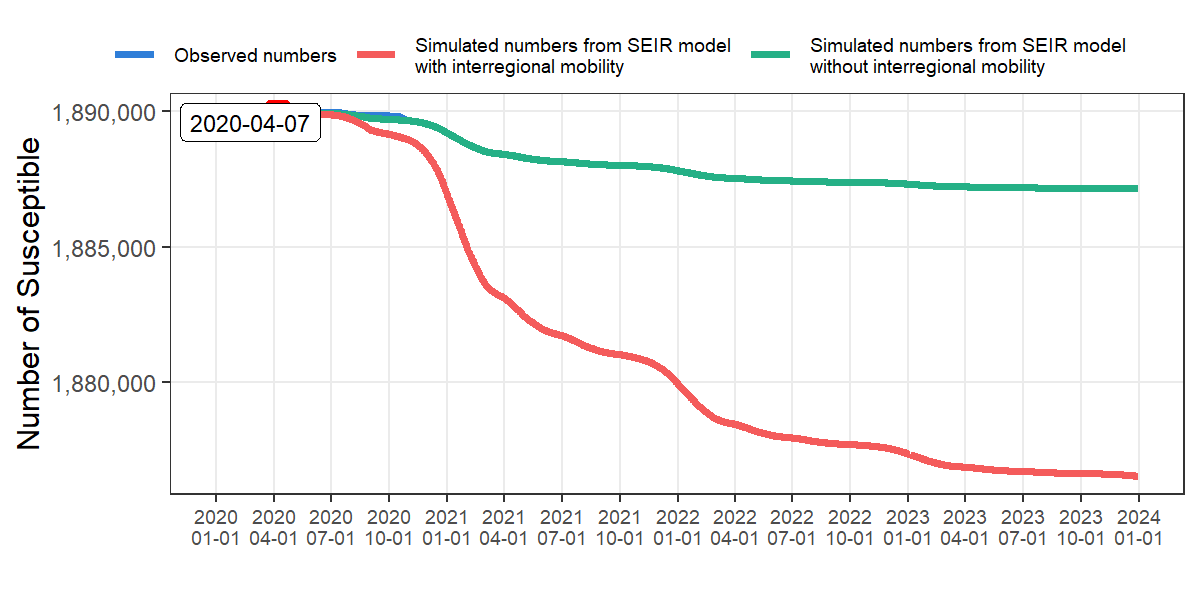 Observed numbers
Simulated numbers from SEIR model
with interregional mobility
Simulated numbers from SEIR model
without interregional mobility
Number of Susceptible
1,890,000
1,885,000
1,880,000
2020-04-07
2020 2020 2020 2020 2021 2021 2021 2021 2022 2022 2022 2022 2023 2023 2023 2023 2024
01-01 04-01 07-01 10-01 01-01 04-01 07-01 10-01 01-01 04-01 07-01 10-01 01-01 04-01 07-01 10-01 01-01